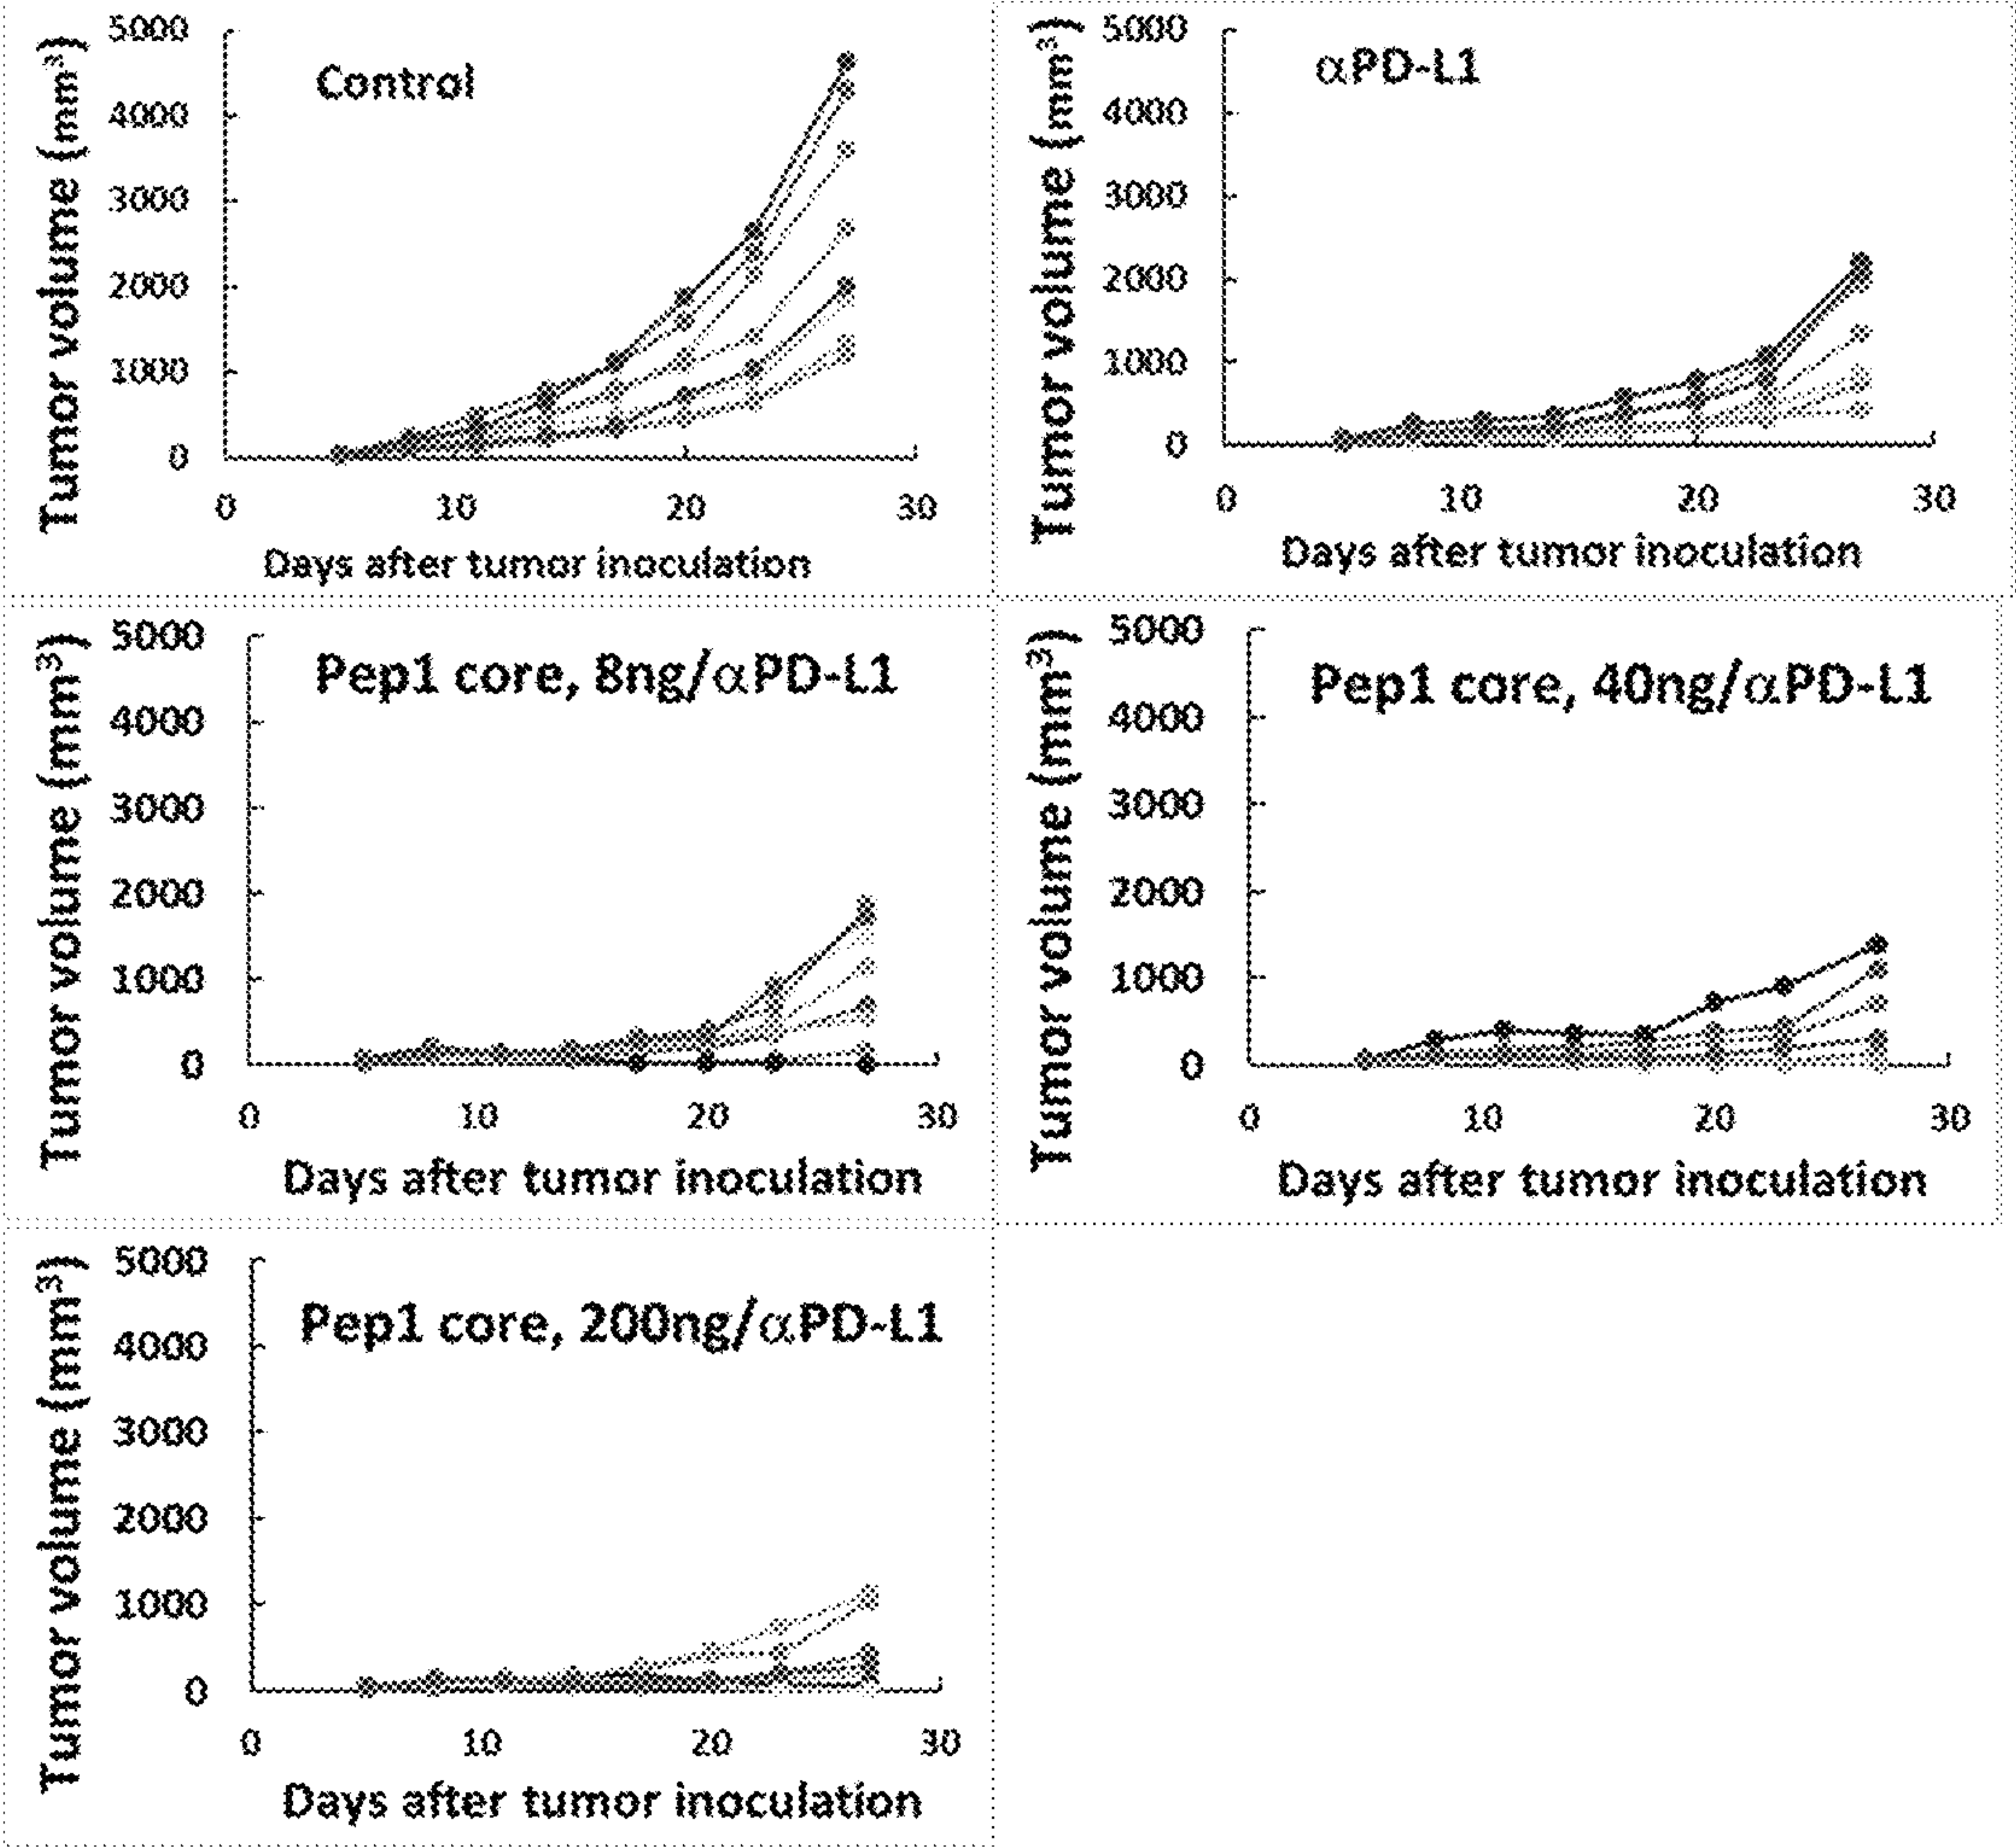 Control
Tumor volume (mm³)
5000
4000
3000
2000
1000
0
0 10 20 30
Days after tumor inoculation
αPD-L1
Tumor volume (mm³)
5000
4000
3000
2000
1000
0
0 10 20 30
Days after tumor inoculation
Pep1 core, 8ng/αPD-L1
Tumor volume (mm³)
5000
4000
3000
2000
1000
0
0 10 20 30
Days after tumor inoculation
Pep1 core, 40ng/αPD-L1
Tumor volume (mm³)
5000
4000
3000
2000
1000
0
0 10 20 30
Days after tumor inoculation
Pep1 core, 200ng/αPD-L1
Tumor volume (mm³)
5000
4000
3000
2000
1000
0
0 10 20 30
Days after tumor inoculation